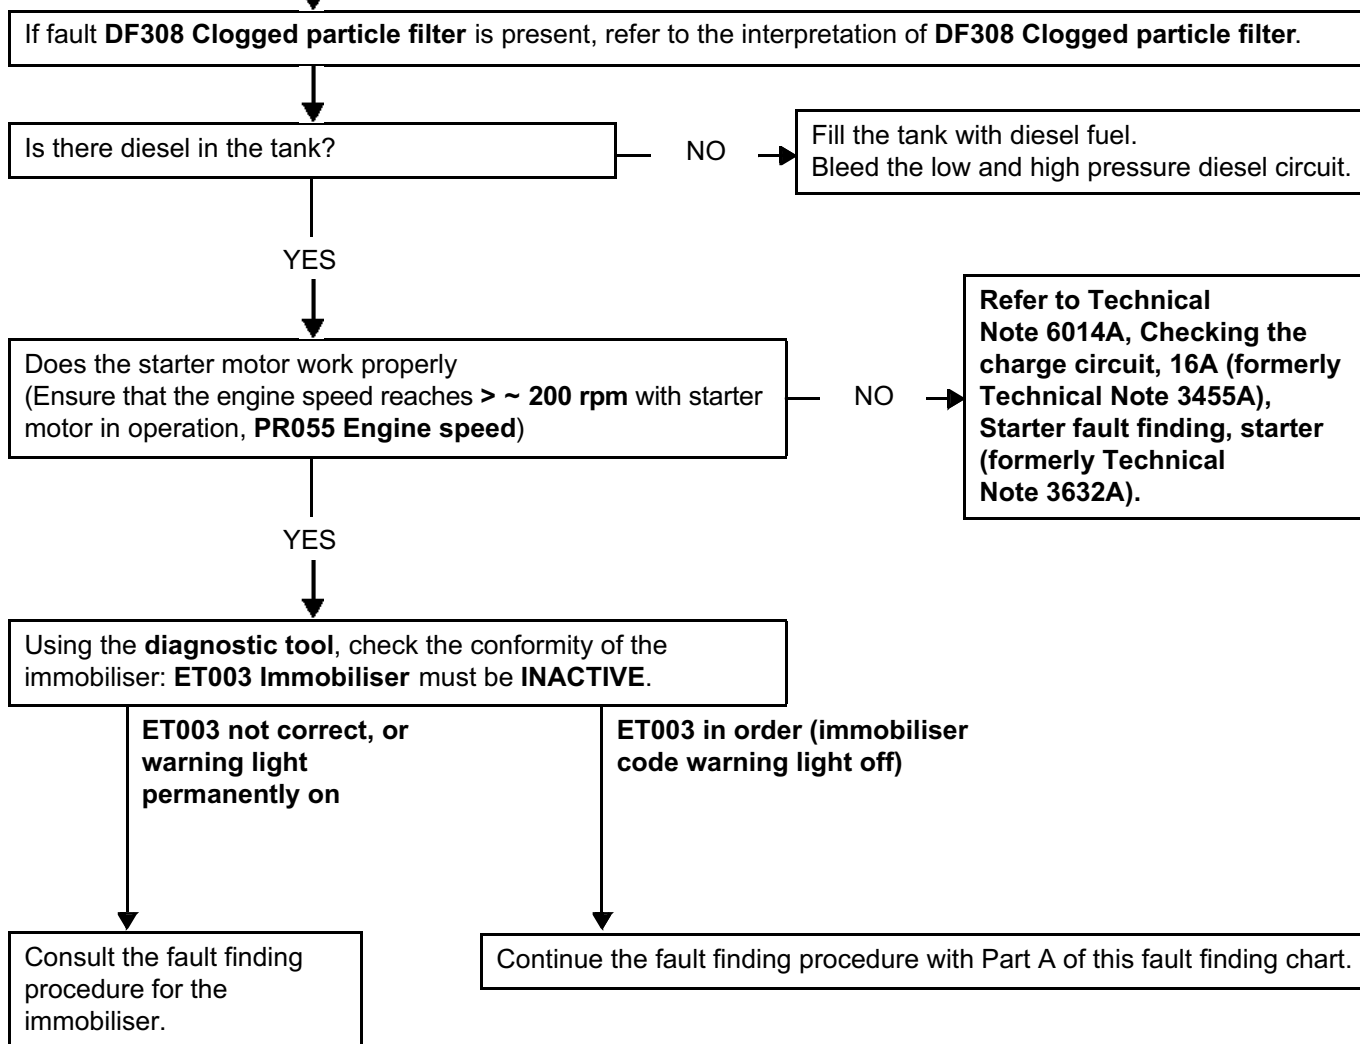 If fault DF308 Clogged particle filter is present, refer to the interpretation of DF308 Clogged particle filter.
Is there diesel in the tank?
NO
Fill the tank with diesel fuel.
Bleed the low and high pressure diesel circuit.
YES
Does the starter motor work properly
(Ensure that the engine speed reaches > ~ 200 rpm with starter
motor in operation, PR055 Engine speed)
NO
Refer to Technical
Note 6014A, Checking the
charge circuit, 16A (formerly
Technical Note 3455A),
Starter fault finding, starter
(formerly Technical
Note 3632A).
YES
Using the diagnostic tool, check the conformity of the
immobiliser: ET003 Immobiliser must be INACTIVE.
ET003 not correct, or
warning light
permanently on
ET003 in order (immobiliser
code warning light off)
Consult the fault finding
procedure for the
immobiliser.
Continue the fault finding procedure with Part A of this fault finding chart.